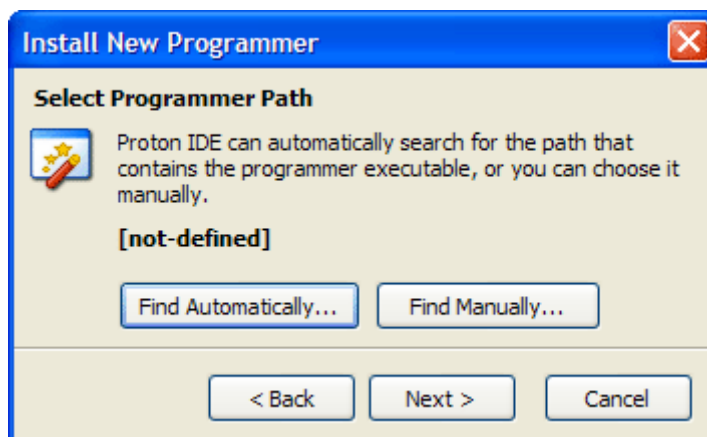 Install New Programmer
Select Programmer Path
Proton IDE can automatically search for the path that
contains the programmer executable, or you can choose it
manually.
[not-defined]
Find Automatically... Find Manually...
< Back Next > Cancel